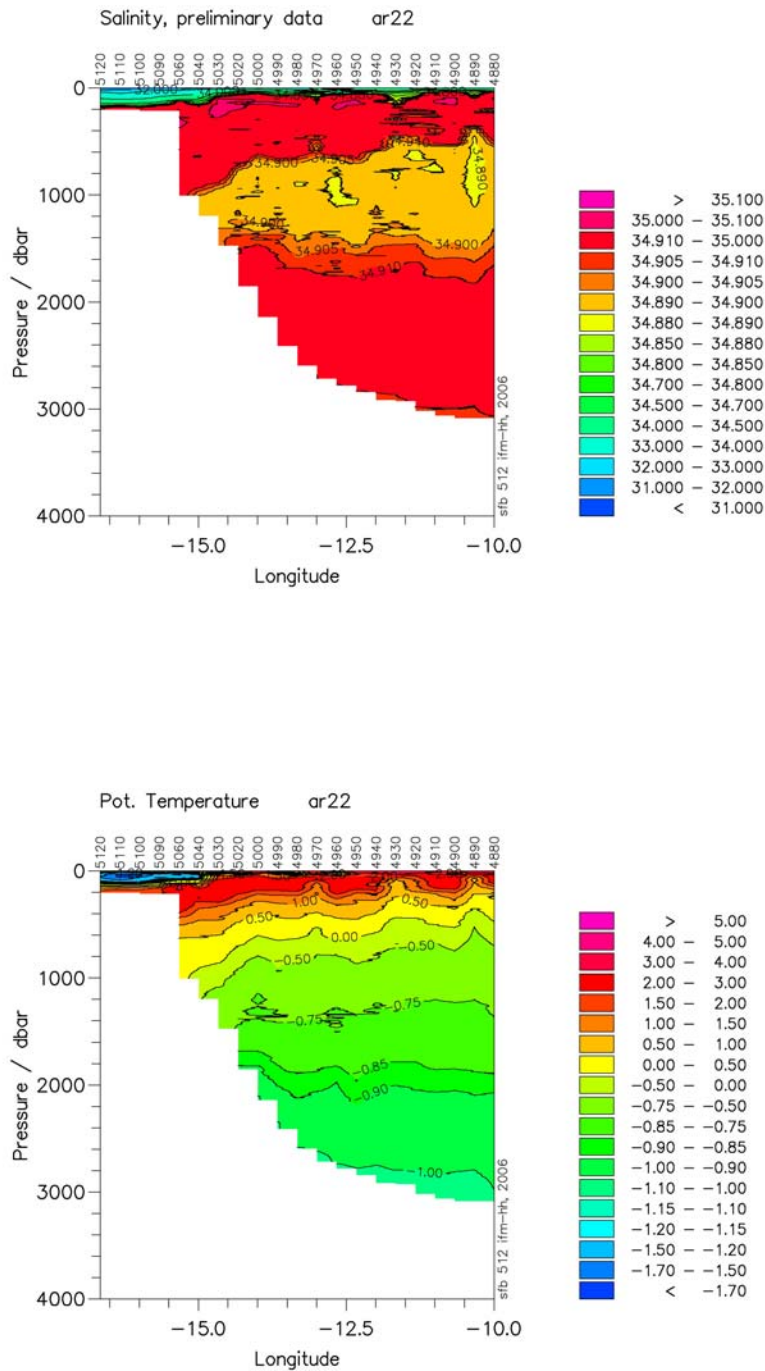 Salinity, preliminary data ar22
5120 5110 5090 5060 5040 5030 5020 5000 4990 4980 4970 4960 4950 4940 4930 4920 4910 4900 4890 4880
32.000
34.910
34.900
34.905
34.890
34.900
34.905
34.900
34.910
0
1000
2000
3000
4000
Pressure / dbar
-15.0 -12.5 -10.0
Longitude
sfb 512 ifm-hh, 2006
> 35.100
35.000 - 35.100
34.910 - 35.000
34.905 - 34.910
34.900 - 34.905
34.890 - 34.900
34.880 - 34.890
34.850 - 34.880
34.800 - 34.850
34.700 - 34.800
34.500 - 34.700
34.000 - 34.500
33.000 - 34.000
32.000 - 33.000
31.000 - 32.000
< 31.000
Pot. Temperature ar22
5120 5110 5090 5060 5040 5030 5020 5000 4990 4980 4970 4960 4950 4940 4930 4920 4910 4900 4890 4880
1.00
0.50
0.50
0.00
-0.50
-0.50
-0.75
-0.75
-0.85
-0.90
-1.00
0
1000
2000
3000
4000
Pressure / dbar
-15.0 -12.5 -10.0
Longitude
sfb 512 ifm-hh, 2006
> 5.00
4.00 - 5.00
3.00 - 4.00
2.00 - 3.00
1.50 - 2.00
1.00 - 1.50
0.50 - 1.00
0.00 - 0.50
-0.50 - 0.00
-0.75 - -0.50
-0.85 - -0.75
-0.90 - -0.85
-1.00 - -0.90
-1.10 - -1.00
-1.15 - -1.10
-1.20 - -1.15
-1.50 - -1.20
-1.70 - -1.50
< -1.70